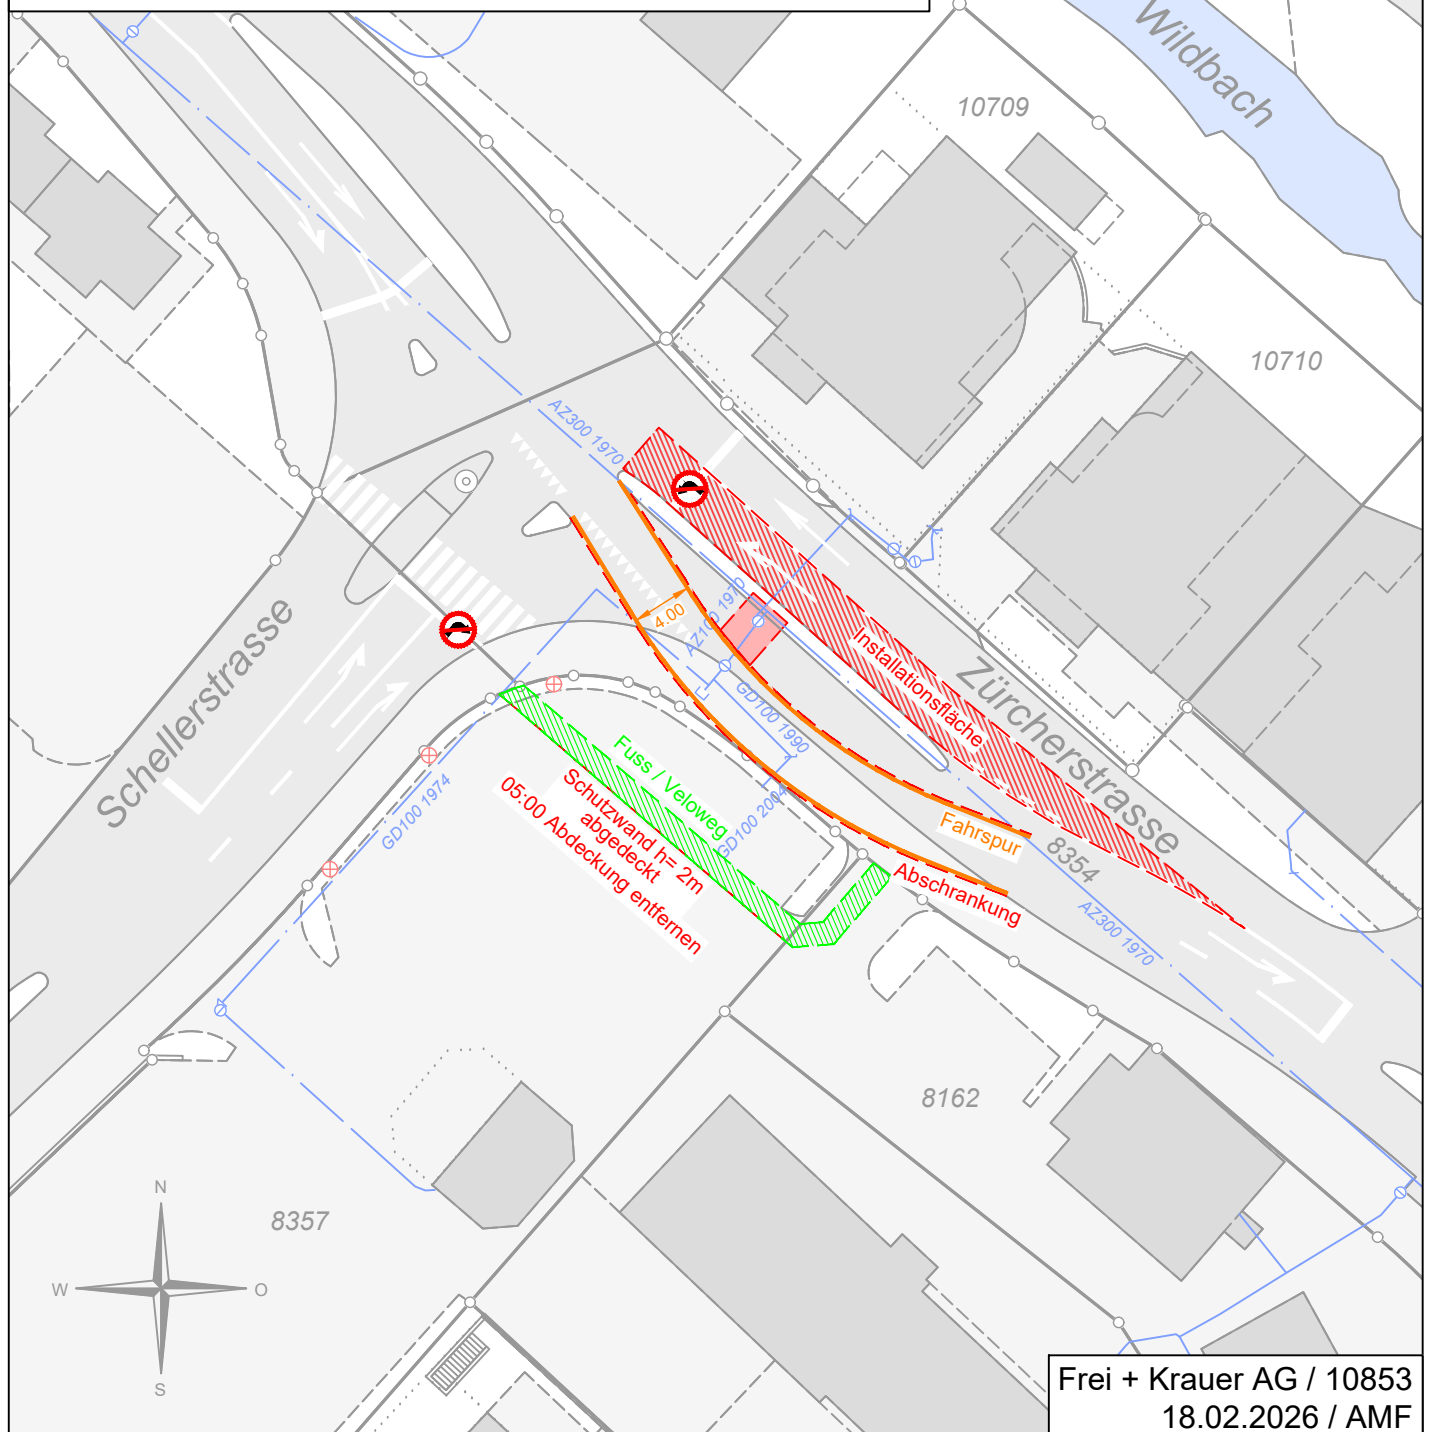 Wildbach
10709
10710
AZ300 1970
Schellerstrasse
4.00
AZ100 1970
Installationsfläche
Zürcherstrasse
GD100 1990
Fuss / Veloweg
Schutzwand h= 2m
abgedeckt
05:00 Abdeckung entfernen
GD100 1974
GD100 2004
Fahrspur
8354
Abschrankung
AZ300 1970
8162
8357
N
W
O
S
Frei + Krauer AG / 10853
18.02.2026 / AMF